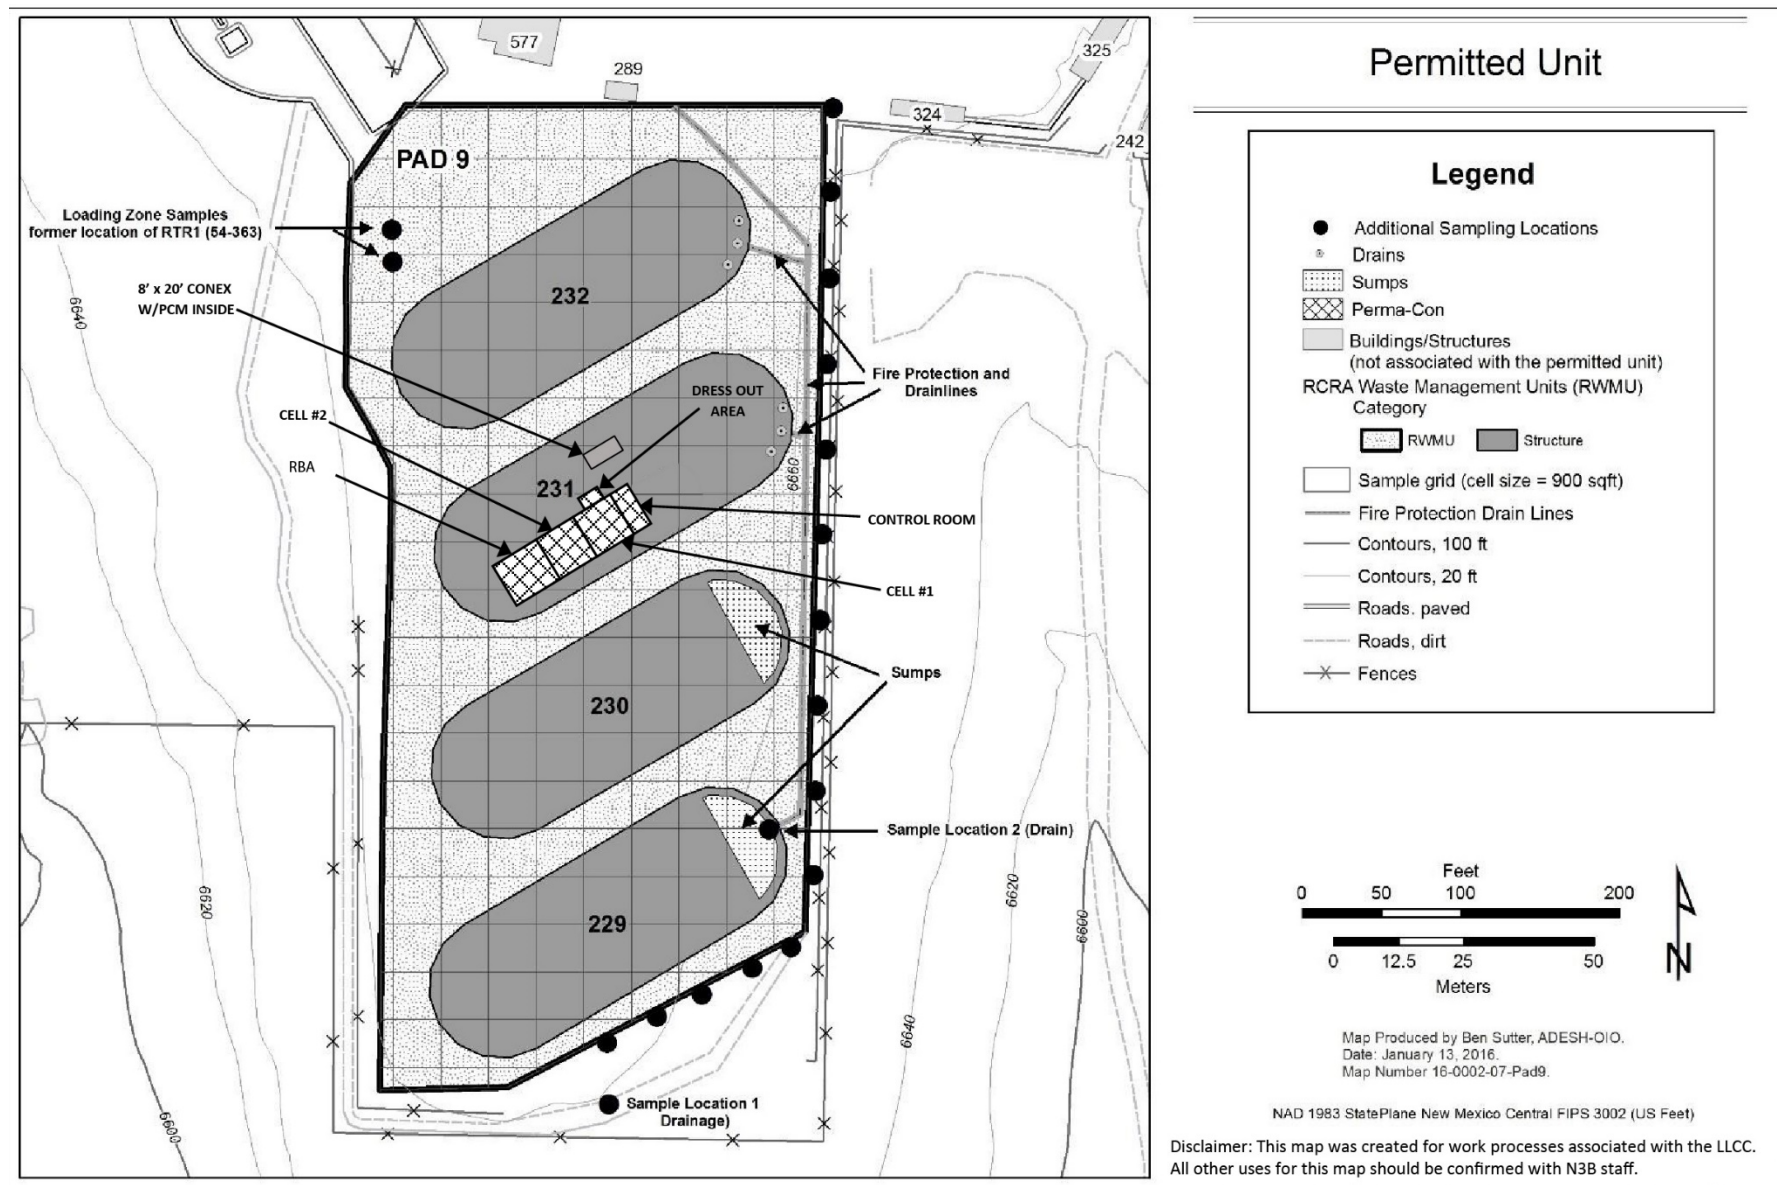 577
289
325
324
242
PAD 9
Loading Zone Samples
former location of RTR1 (54-363)
8' x 20' CONEX
W/PCM INSIDE
6640
232
Fire Protection and
Drainlines
DRESS OUT
AREA
CELL #2
RBA
231
6660
CONTROL ROOM
CELL #1
Sumps
230
Sample Location 2 (Drain)
6620
6620
6600
229
6640
6600
Sample Location 1
Drainage)
Permitted Unit
Legend
Additional Sampling Locations
Drains
Sumps
Perma-Con
Buildings/Structures
(not associated with the permitted unit)
RCRA Waste Management Units (RWMU)
Category
RWMU
Structure
Sample grid (cell size = 900 sqft)
Fire Protection Drain Lines
Contours, 100 ft
Contours, 20 ft
Roads. paved
Roads, dirt
Fences
Feet
0 50 100 200
0 12.5 25 50
Meters
N
Map Produced by Ben Sutter, ADESH-OIO.
Date: January 13, 2016.
Map Number 16-0002-07-Pad9.
NAD 1983 StatePlane New Mexico Central FIPS 3002 (US Feet)
Disclaimer: This map was created for work processes associated with the LLCC.
All other uses for this map should be confirmed with N3B staff.